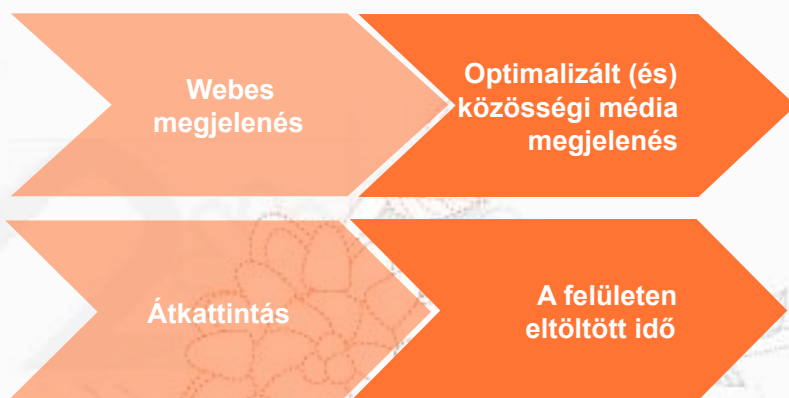 Webes
megjelenés
Optimalizált (és)
közösségi média
megjelenés
Átkattintás
A felületen
eltöltött idő